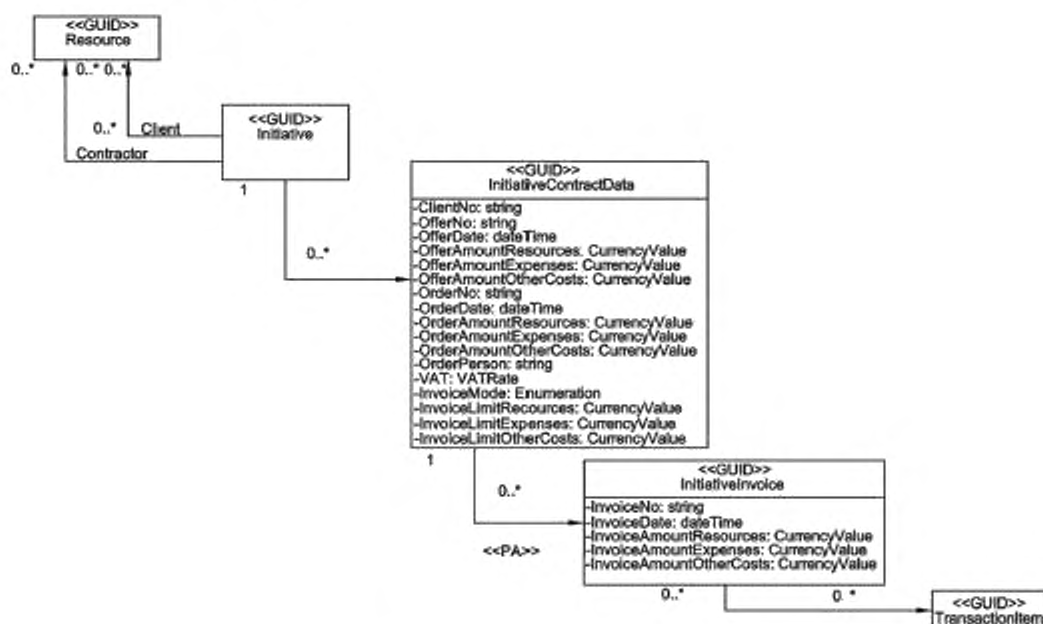 <<GUID>>
Resource
0..*
0..* 0..*
0..*
Client
Contractor
<<GUID>>
Initiative
1
0..*
<<GUID>>
InitiativeContractData
-ClientNo: string
-OfferNo: string
-OfferDate: dateTime
-OfferAmountResources: CurrencyValue
-OfferAmountExpenses: CurrencyValue
-OfferAmountOtherCosts: CurrencyValue
-OrderNo: string
-OrderDate: dateTime
-OrderAmountResources: CurrencyValue
-OrderAmountExpenses: CurrencyValue
-OrderAmountOtherCosts: CurrencyValue
-OrderPerson: string
-VAT: VATRate
-InvoiceMode: Enumeration
-InvoiceLimitRecources: CurrencyValue
-InvoiceLimitExpenses: CurrencyValue
-InvoiceLimitOtherCosts: CurrencyValue
1
0..*
<<PA>>
<<GUID>>
InitiativeInvoice
-InvoiceNo: string
-InvoiceDate: dateTime
-InvoiceAmountResources: CurrencyValue
-InvoiceAmountExpenses: CurrencyValue
-InvoiceAmountOtherCosts: CurrencyValue
0..*
0 *
<<GUID>>
TransactionItem